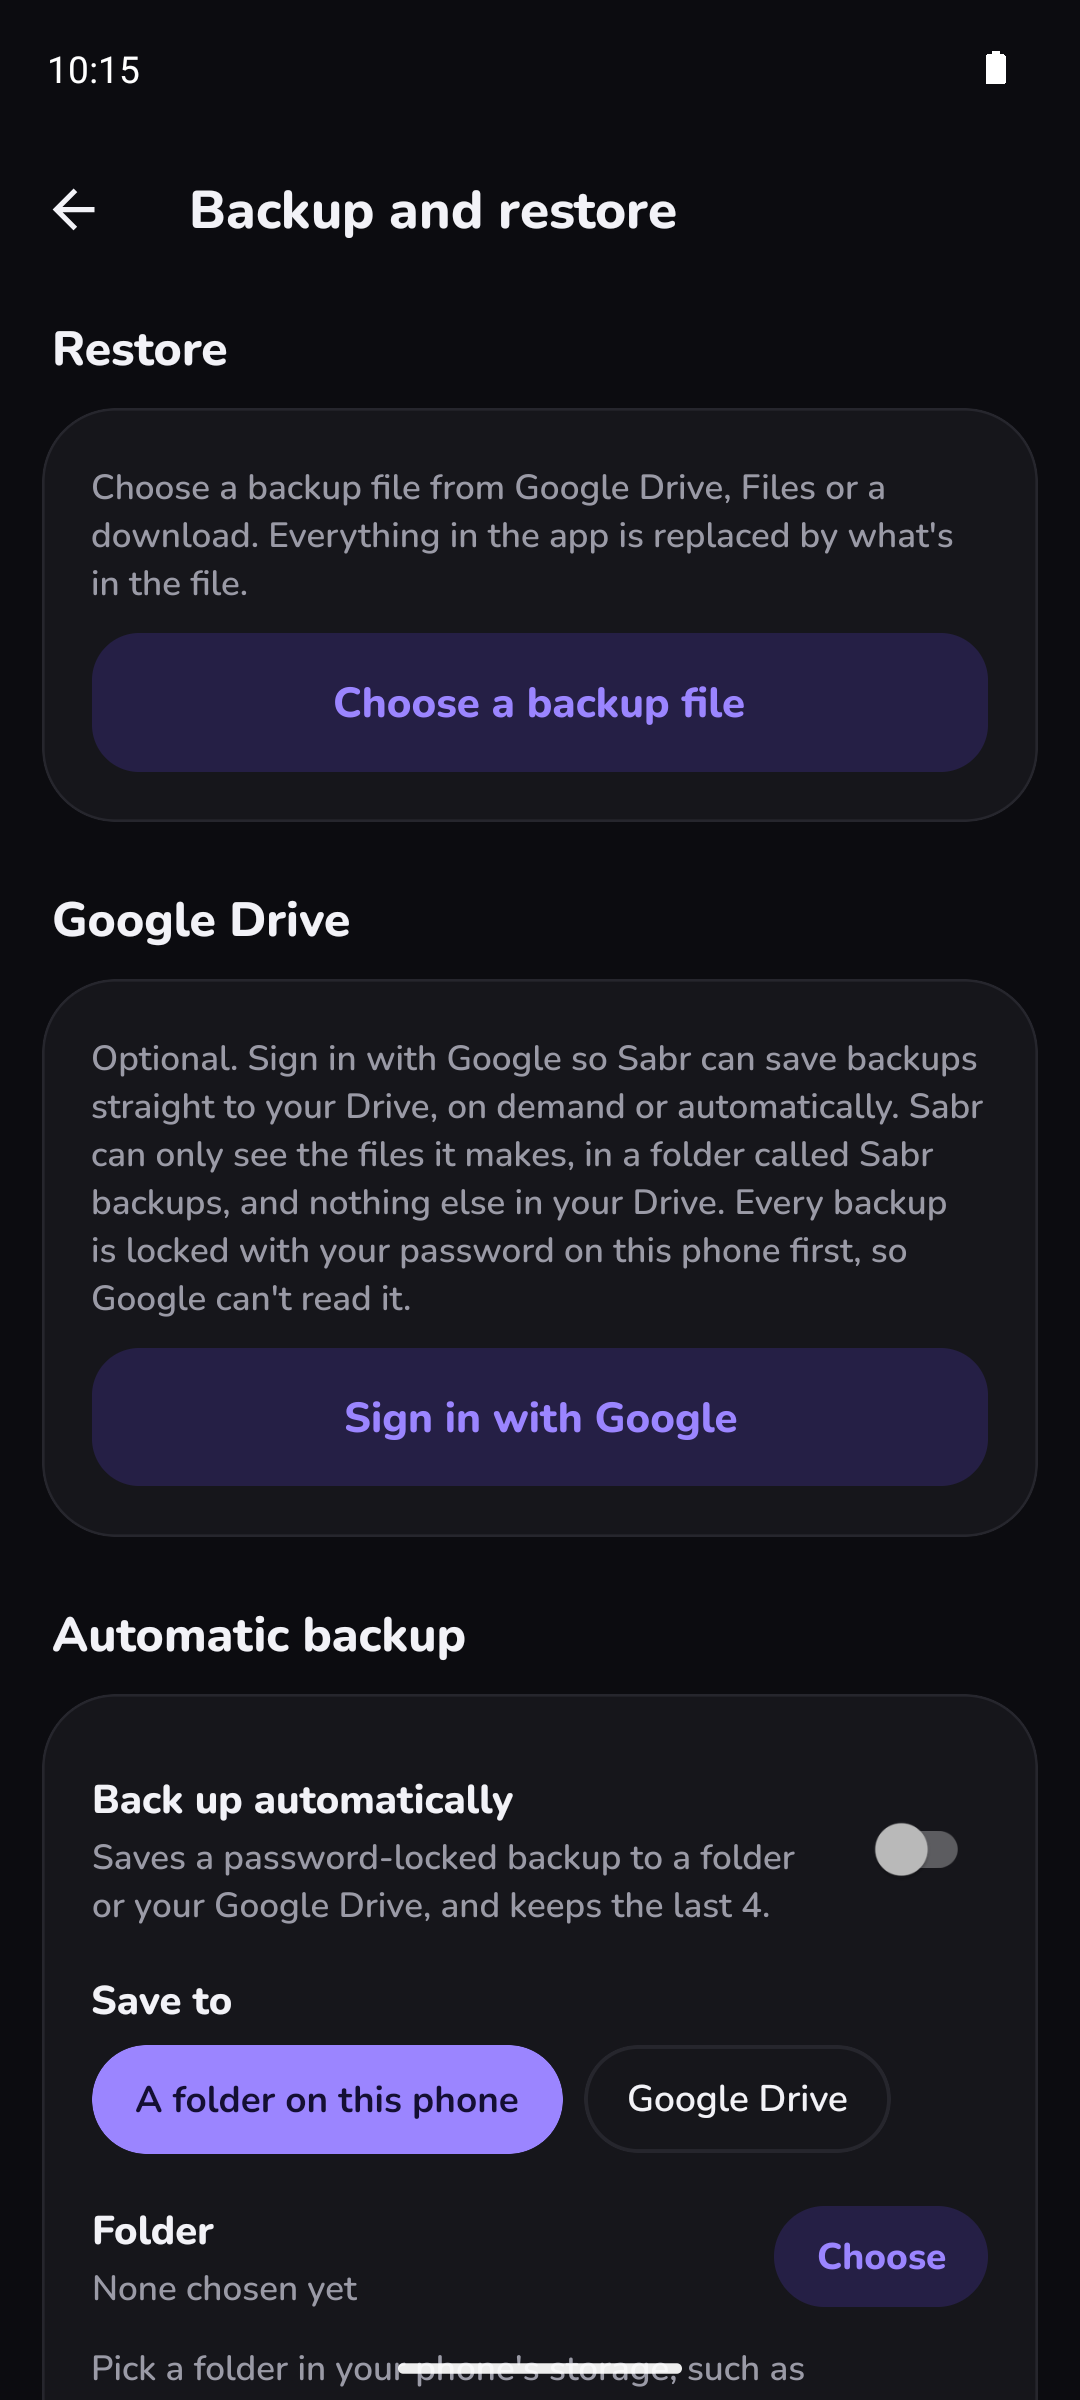 10:15
Backup and restore
Restore
Choose a backup file from Google Drive, Files or a
download. Everything in the app is replaced by what's
in the file.
Choose a backup file
Google Drive
Optional. Sign in with Google so Sabr can save backups
straight to your Drive, on demand or automatically. Sabr
can only see the files it makes, in a folder called Sabr
backups, and nothing else in your Drive. Every backup
is locked with your password on this phone first, so
Google can't read it.
Sign in with Google
Automatic backup
Back up automatically
Saves a password-locked backup to a folder
or your Google Drive, and keeps the last 4.
Save to
A folder on this phone
Google Drive
Folder
None chosen yet
Choose
Pick a folder in your phone's storage, such as